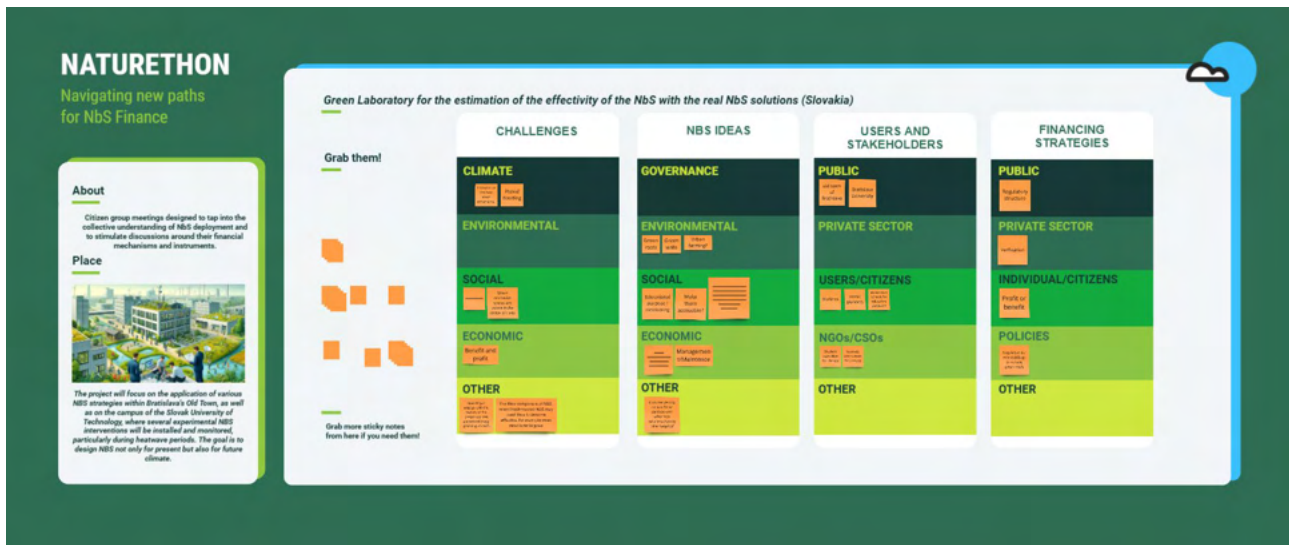 NATURETHON
Navigating new paths
for NbS Finance
About
Citizen group meetings designed to tap into the
collective understanding of NbS deployment and
to stimulate discussions around their financial
mechanisms and instruments.
Place
The project will focus on the application of various
NBS strategies within Bratislava's Old Town, as well
as on the campus of the Slovak University of
Technology, where several experimental NBS
interventions will be installed and monitored,
particularly during heatwave periods. The goal is to
design NBS not only for present but also for future
climate.
Green Laboratory for the estimation of the effectivity of the NbS with the real NbS solutions (Slovakia)
Grab them!
Grab more sticky notes
from here if you need them!
CHALLENGES
CLIMATE
ENVIRONMENTAL
SOCIAL
ECONOMIC
Benefit and
profit
OTHER
NBS IDEAS
GOVERNANCE
ENVIRONMENTAL
Green
roofs
Green
walls
Urban
farming?
SOCIAL
Make
them
accessible?
ECONOMIC
Management
OTHER
USERS AND
STAKEHOLDERS
PUBLIC
PRIVATE SECTOR
USERS/CITIZENS
NGOs/CSOs
OTHER
FINANCING
STRATEGIES
PUBLIC
Regulatory
PRIVATE SECTOR
INDIVIDUAL/CITIZENS
Profit or
benefit
POLICIES
OTHER